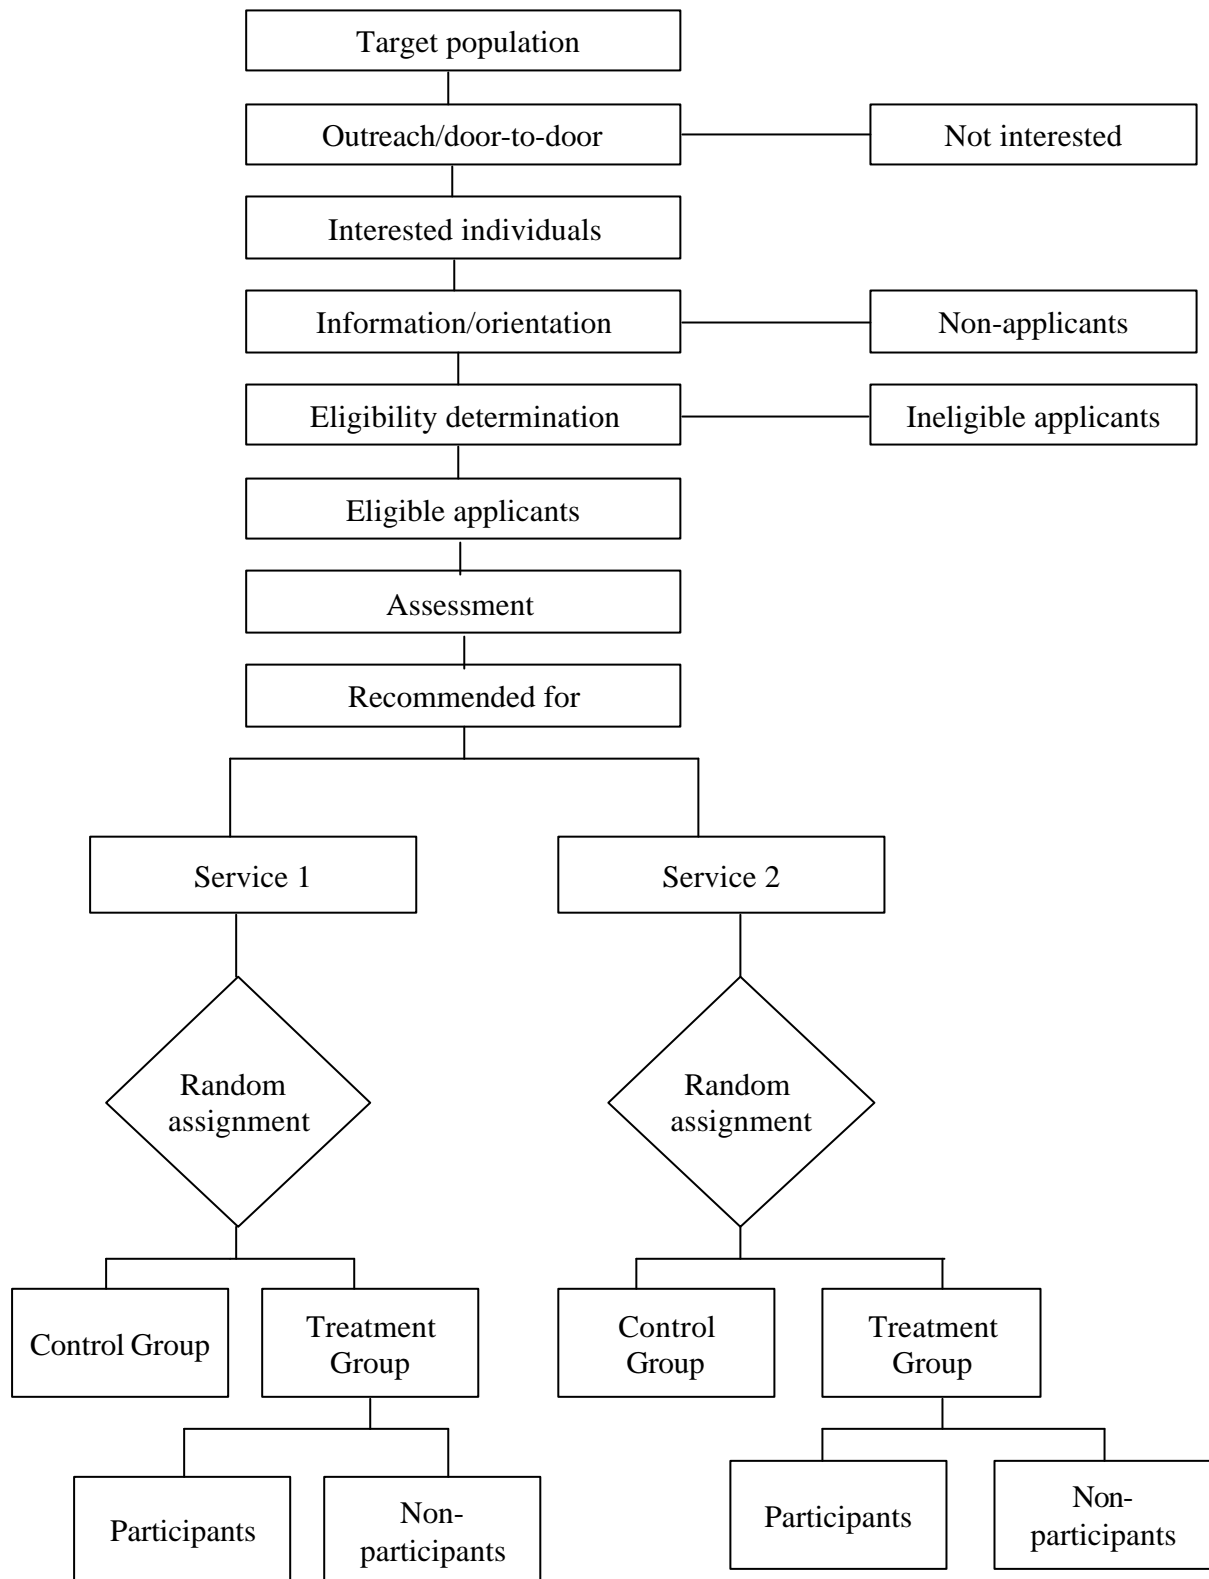 Target population
Outreach/door-to-door
Not interested
Interested individuals
Information/orientation
Non-applicants
Eligibility determination
Ineligible applicants
Eligible applicants
Assessment
Recommended for
Service 1
Service 2
Random
assignment
Random
assignment
Control Group
Treatment
Group
Control
Group
Treatment
Group
Participants
Non-
participants
Participants
Non-
participants